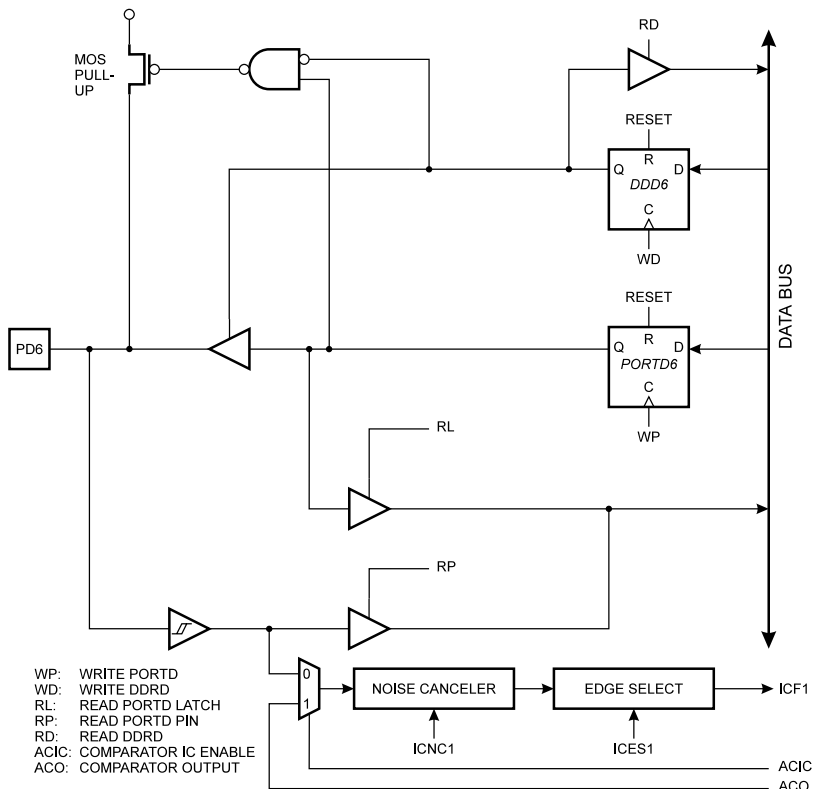 RD
MOS
PULL-
UP
RESET
R
Q
D
DDD6
C
WD
DATA BUS
RESET
R
Q
D
PORTD6
C
WP
PD6
RL
RP
WP: WRITE PORTD
WD: WRITE DDRD
RL: READ PORTD LATCH
RP: READ PORTD PIN
RD: READ DDRD
ACIC: COMPARATOR IC ENABLE
ACO: COMPARATOR OUTPUT
0
1
NOISE CANCELER
EDGE SELECT
ICF1
ICNC1
ICES1
ACIC
ACO